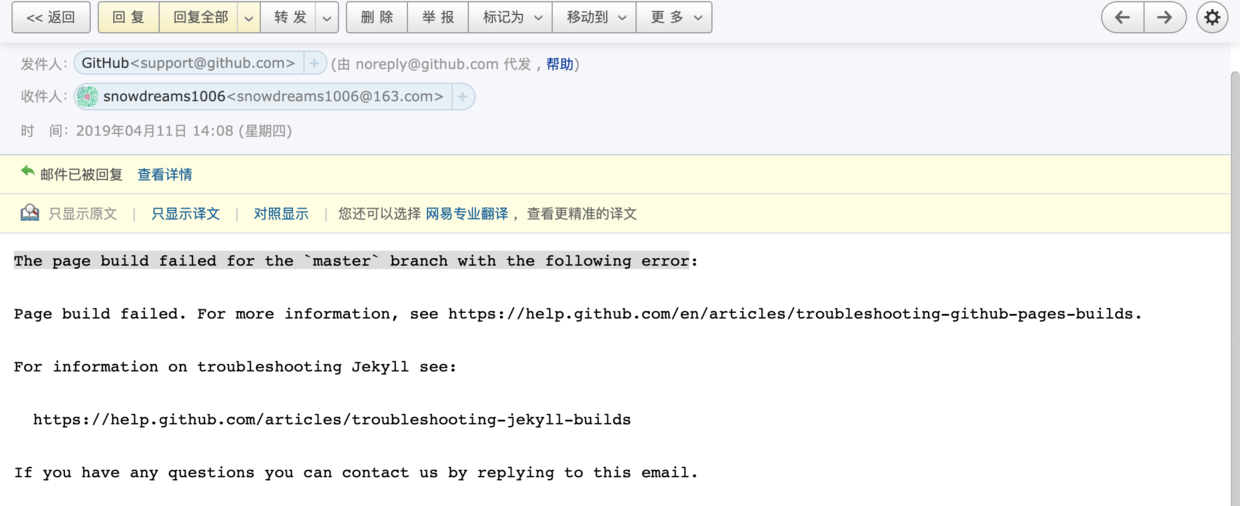 << 返回 回 复 回复全部 转 发 删 除 举 报 标记为 移动到 更 多
发件人: GitHub<support@github.com> + (由 noreply@github.com 代发 , 帮助)
收件人: snowdreams1006<snowdreams1006@163.com> +
时 间: 2019年04月11日 14:08 (星期四)
邮件已被回复 查看详情
只显示原文 | 只显示译文 | 对照显示 | 您还可以选择 网易专业翻译 ，查看更精准的译文
The page build failed for the `master` branch with the following error:
Page build failed. For more information, see https://help.github.com/en/articles/troubleshooting-github-pages-builds.
For information on troubleshooting Jekyll see:
https://help.github.com/articles/troubleshooting-jekyll-builds
If you have any questions you can contact us by replying to this email.